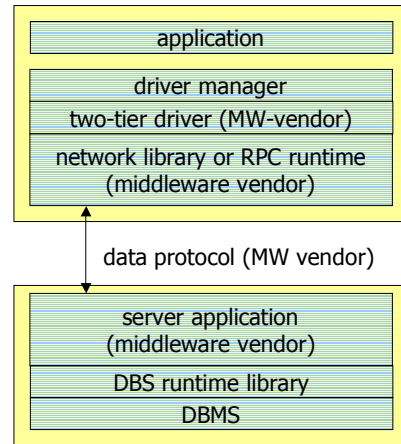 application
driver manager
two-tier driver (MW-vendor)
network library or RPC runtime
(middleware vendor)
data protocol (MW vendor)
server application
(middleware vendor)
DBS runtime library
DBMS